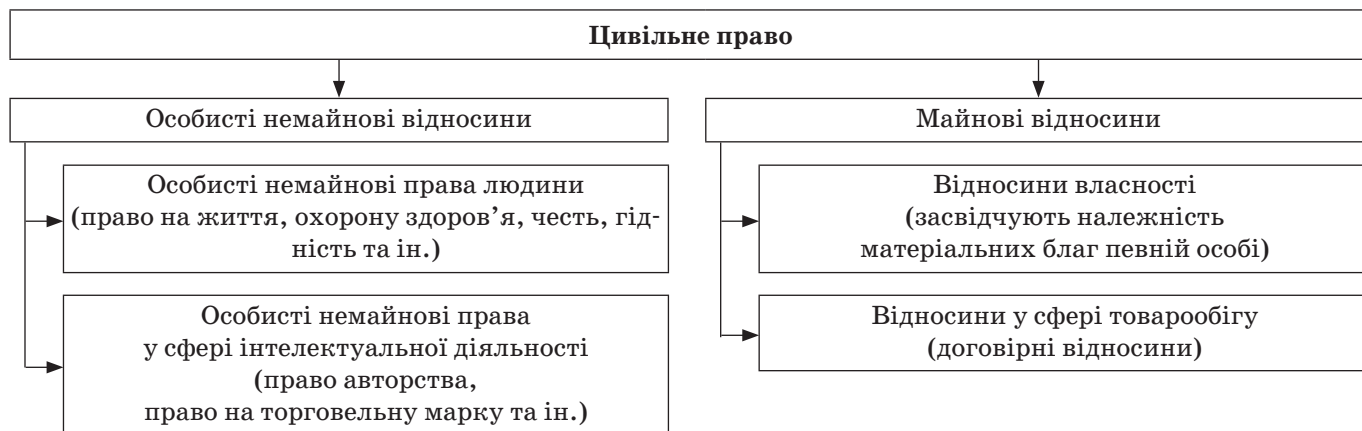 Цивільне право
Особисті немайнові відносини
Особисті немайнові права людини
(право на життя, охорону здоров’я, честь, гід-
ність та ін.)
Особисті немайнові права
у сфері інтелектуальної діяльності
(право авторства,
право на торговельну марку та ін.)
Майнові відносини
Відносини власності
(засвідчують належність
матеріальних благ певній особі)
Відносини у сфері товарообігу
(договірні відносини)